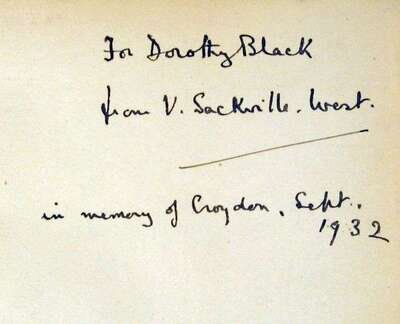 For Dorothy Black
from V. Sackville. West.
in memory of Croydon, Sept.
1932